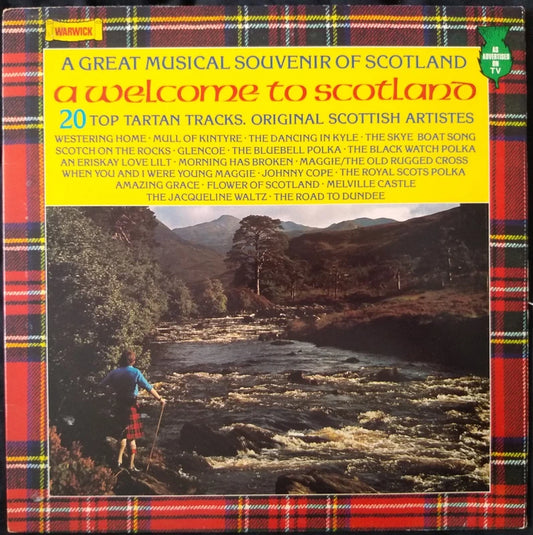 WARWICK
AS
ADVERTISED
ON
TV
A GREAT MUSICAL SOUVENIR OF SCOTLAND
a welcome to scotland
20 TOP TARTAN TRACKS. ORIGINAL SCOTTISH ARTISTES
WESTERING HOME · MULL OF KINTYRE · THE DANCING IN KYLE · THE SKYE BOAT SONG
SCOTCH ON THE ROCKS · GLENCOE · THE BLUEBELL POLKA · THE BLACK WATCH POLKA
AN ERISKAY LOVE LILT · MORNING HAS BROKEN · MAGGIE/THE OLD RUGGED CROSS
WHEN YOU AND I WERE YOUNG MAGGIE · JOHNNY COPE · THE ROYAL SCOTS POLKA
AMAZING GRACE · FLOWER OF SCOTLAND · MELVILLE CASTLE
THE JACQUELINE WALTZ · THE ROAD TO DUNDEE